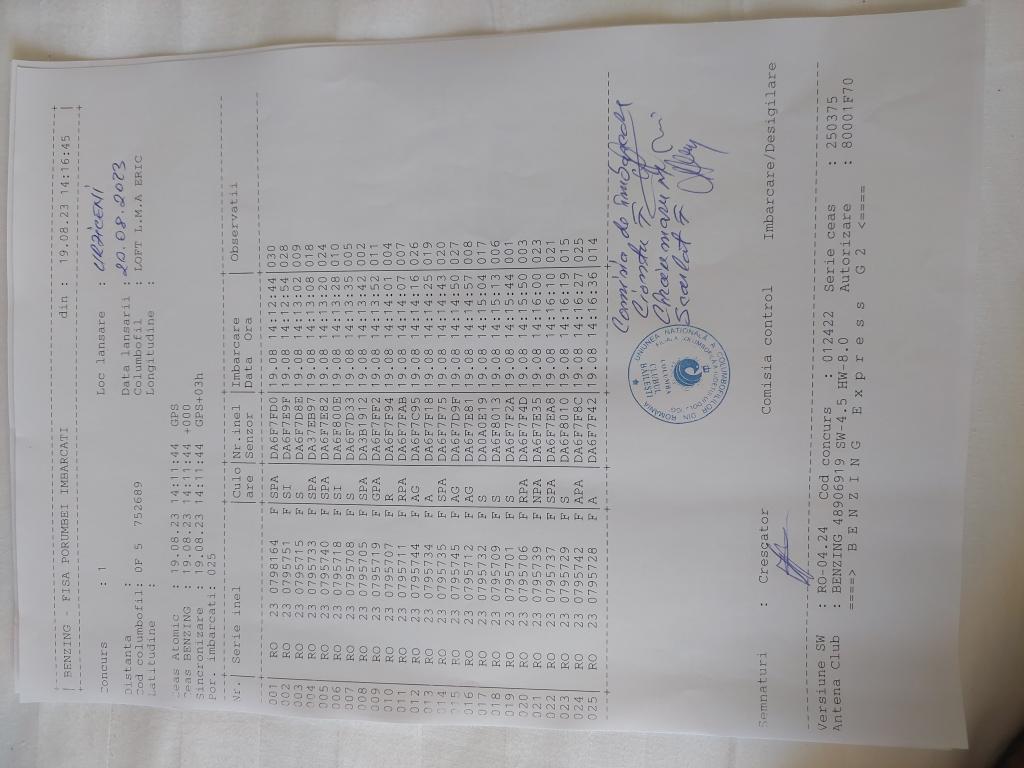 BENZING - FISA PORUMBEI IMBARCATI din : 19.08.23 14:16:45
Concurs : 1 Loc lansare : URZICENI
Distanta : Data lansarii : 20.08.2023
Cod columbofil: OF 5 752689 Columbofil : LOFT L.M.A ERIC
Latitudine : Longitudine :
Ceas Atomic : 19.08.23 14:11:44 GPS
Ceas BENZING : 19.08.23 14:11:44 +000
Sincronizare : 19.08.23 14:11:44 GPS+03h
Por. imbarcati: 025
Nr. Serie inel Culo Nr.inel Imbarcare Observatii
are Senzor Data Ora
001 RO 23 0798164 F SPA DA6F7FD0 19.08 14:12:44 030
002 RO 23 0795751 F SI DA6F7E9F 19.08 14:12:54 028
003 RO 23 0795715 F S DA6F7D8E 19.08 14:13:02 009
004 RO 23 0795733 F SPA DA37EB97 19.08 14:13:08 018
005 RO 23 0795740 F SPA DA6F7E82 19.08 14:13:20 024
006 RO 23 0795718 F SI DA6F80DE 19.08 14:13:28 010
007 RO 23 0795708 F S DA6F7D33 19.08 14:13:35 005
008 RO 23 0795705 F SPA DA3B1912 19.08 14:13:42 002
009 RO 23 0795719 F GPA DA6F7FF2 19.08 14:13:52 011
010 RO 23 0795707 F R DA6F7F94 19.08 14:14:01 004
011 RO 23 0795711 F RPA DA6F7FAB 19.08 14:14:07 007
012 RO 23 0795744 F AG DA6F7C95 19.08 14:14:16 026
013 RO 23 0795734 F A DA6F7F18 19.08 14:14:25 019
014 RO 23 0795735 F SPA DA6F7F75 19.08 14:14:43 020
015 RO 23 0795745 F AG DA6F7D9F 19.08 14:14:50 027
016 RO 23 0795712 F AG DA6F7E81 19.08 14:14:57 008
017 RO 23 0795732 F S DA0A0E19 19.08 14:15:04 017
018 RO 23 0795709 F S DA6F8013 19.08 14:15:13 006
019 RO 23 0795701 F S DA6F7F2A 19.08 14:15:44 001
020 RO 23 0795706 F RPA DA6F7F4D 19.08 14:15:50 003
021 RO 23 0795739 F NPA DA6F7E35 19.08 14:16:00 023
022 RO 23 0795737 F SPA DA6F7EA8 19.08 14:16:10 021
023 RO 23 0795729 F S DA6F8010 19.08 14:16:19 015
024 RO 23 0795742 F APA DA6F7F8C 19.08 14:16:27 025
025 RO 23 0795728 F A DA6F7F42 19.08 14:16:36 014
Comisia de
UNIUNEA NATIONALA A COLUMBOFILILOR DIN ROMANIA
CLUBUL
COLUMBA
BAILESTI
Semnaturi : Crescator Comisia control Imbarcare/Desigilare
Versiune SW : RO-04.24 Cod concurs : 012422 Serie ceas : 250375
Antena Club : BENZING 48906919 SW-4.5 HW-8.0 Autorizare : 80001F70
====> B E N Z I N G E x p r e s s G 2 <====